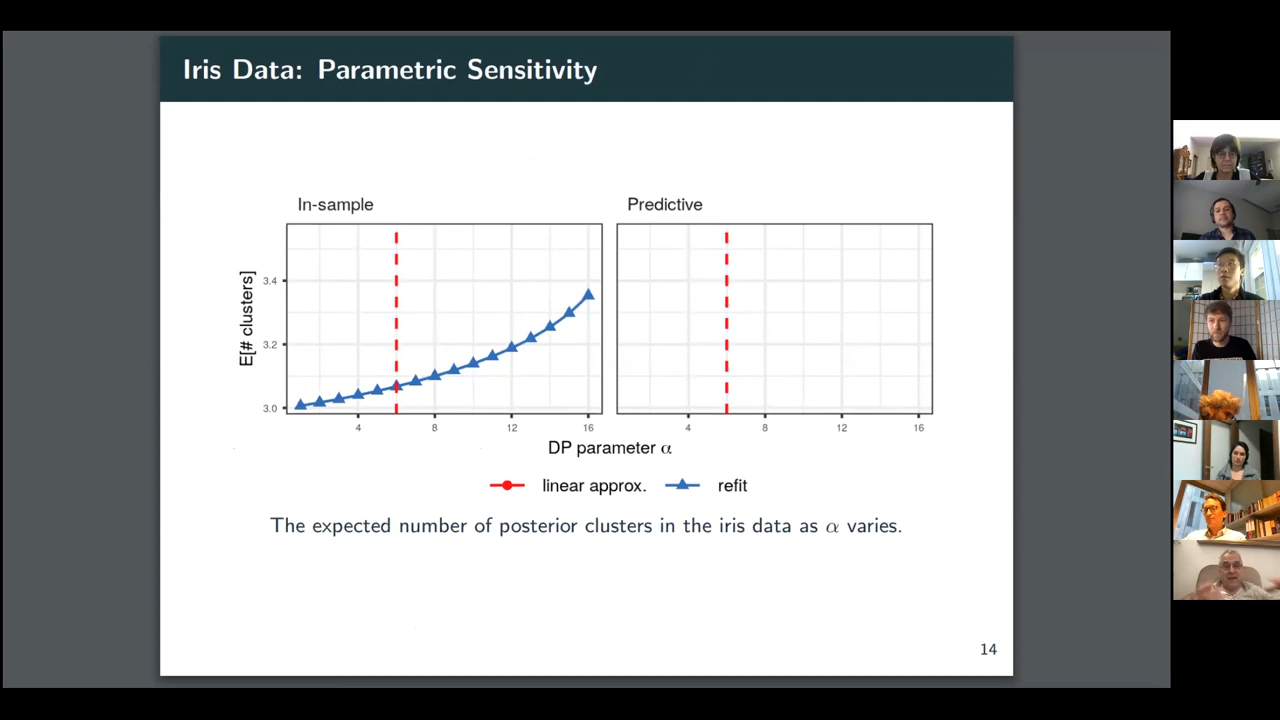 Iris Data: Parametric Sensitivity
In-sample
Predictive
E[# clusters]
3.4
3.2
3.0
4 8 12 16
4 8 12 16
DP parameter α
linear approx. refit
The expected number of posterior clusters in the iris data as α varies.
14